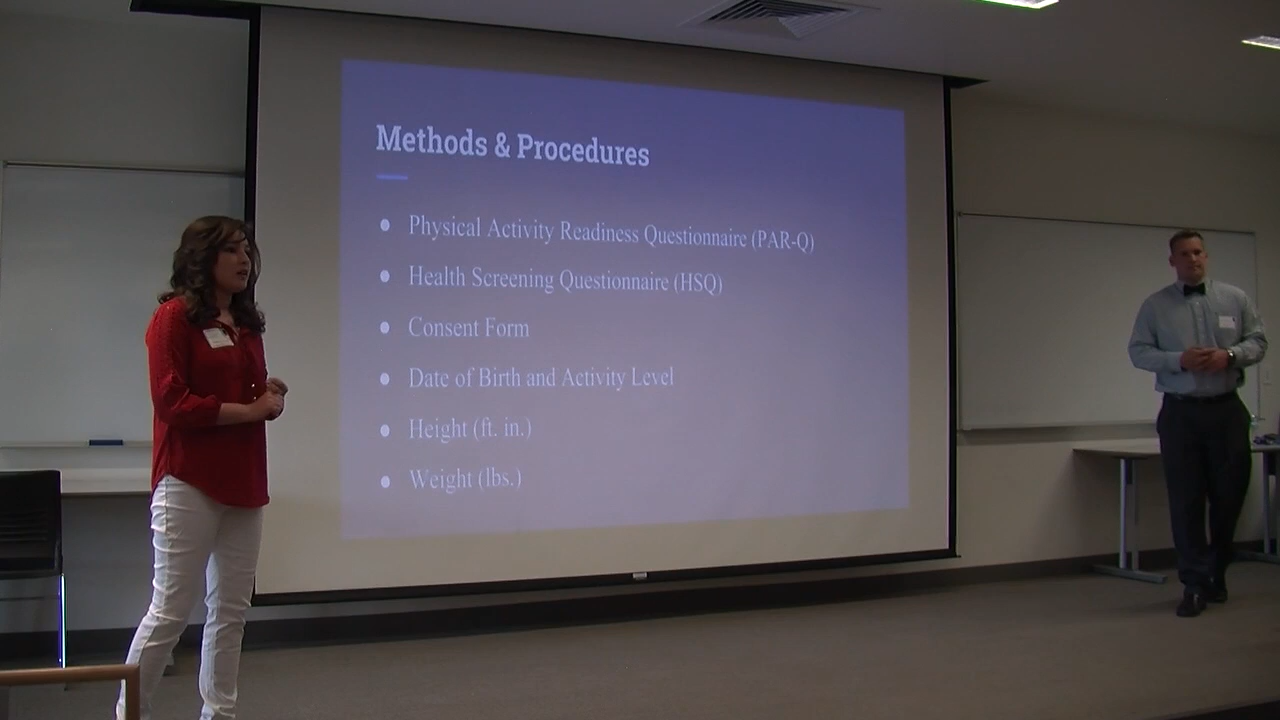 Methods & Procedures
● Physical Activity Readiness Questionnaire (PAR-Q)
● Health Screening Questionnaire (HSQ)
● Consent Form
● Date of Birth and Activity Level
● Height (ft. in.)
● Weight (lbs.)